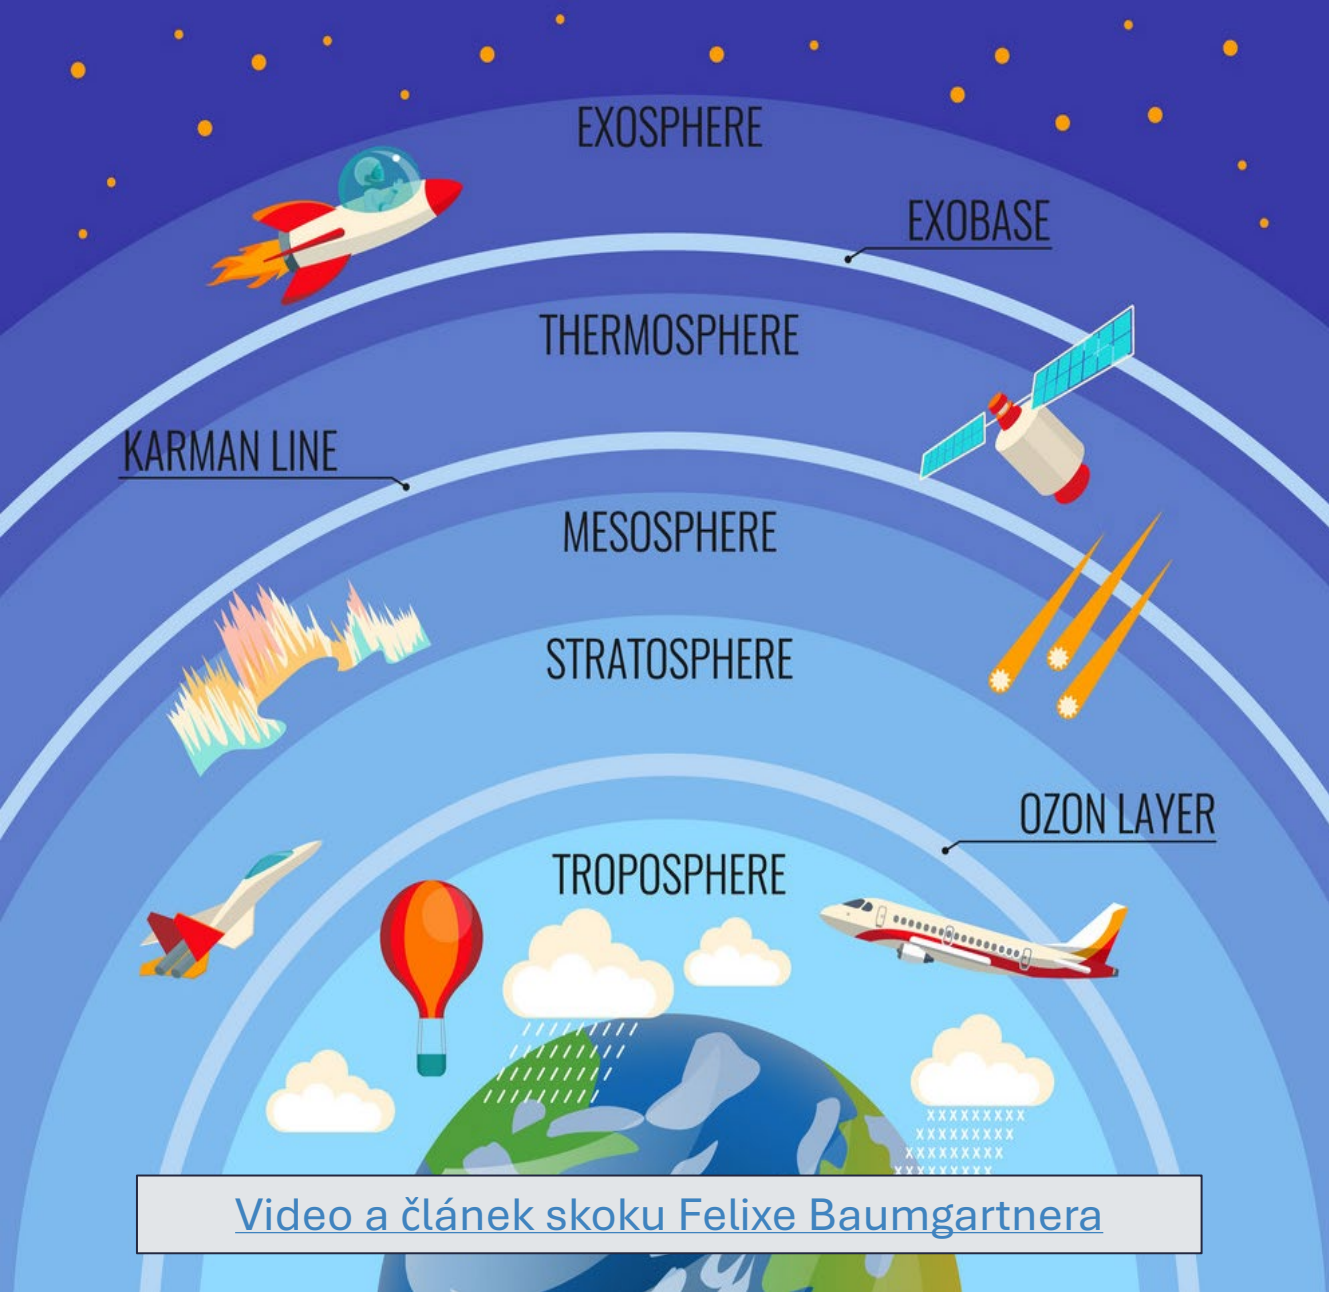 EXOSPHERE
EXOBASE
THERMOSPHERE
KARMAN LINE
MESOSPHERE
STRATOSPHERE
OZON LAYER
TROPOSPHERE
Video a článek skoku Felixe Baumgartnera